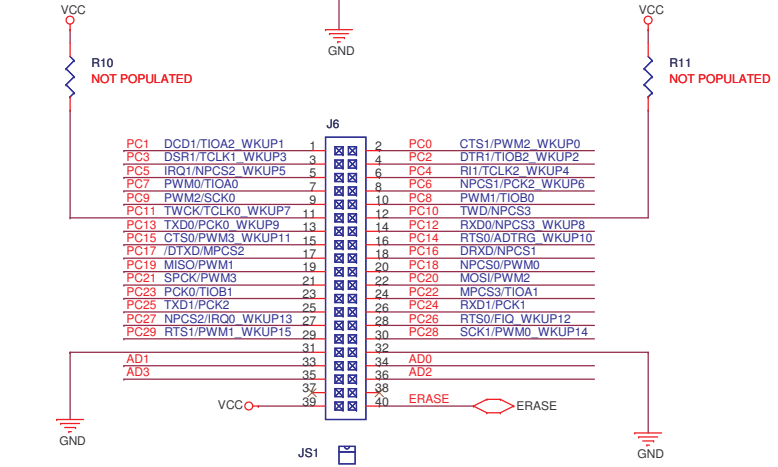 VCC VCC
GND
R10 R11
NOT POPULATED NOT POPULATED
J6
PC1 DCD1/TIOA2_WKUP1 1 2 PC0 CTS1/PWM2_WKUP0
PC3 DSR1/TCLK1_WKUP3 3 4 PC2 DTR1/TIOB2_WKUP2
PC5 IRQ1/NPCS2_WKUP5 5 6 PC4 RI1/TCLK2_WKUP4
PC7 PWM0/TIOA0 7 8 PC6 NPCS1/PCK2_WKUP6
PC9 PWM2/SCK0 9 10 PC8 PWM1/TIOB0
PC11 TWCK/TCLK0_WKUP7 11 12 PC10 TWD/NPCS3
PC13 TXD0/PCK0_WKUP9 13 14 PC12 RXD0/NPCS3_WKUP8
PC15 CTS0/PWM3_WKUP11 15 16 PC14 RTS0/ADTRG_WKUP10
PC17 /DTXD/MPCS2 17 18 PC16 DRXD/NPCS1
PC19 MISO/PWM1 19 20 PC18 NPCS0/PWM0
PC21 SPCK/PWM3 21 22 PC20 MOSI/PWM2
PC23 PCK0/TIOB1 23 24 PC22 MPCS3/TIOA1
PC25 TXD1/PCK2 25 26 PC24 RXD1/PCK1
PC27 NPCS2/IRQ0_WKUP13 27 28 PC26 RTS0/FIQ_WKUP12
PC29 RTS1/PWM1_WKUP15 29 30 PC28 SCK1/PWM0_WKUP14
31 32
AD1 33 34 AD0
AD3 35 36 AD2
37 38
VCC 39 40 ERASE ERASE
GND GND
JS1